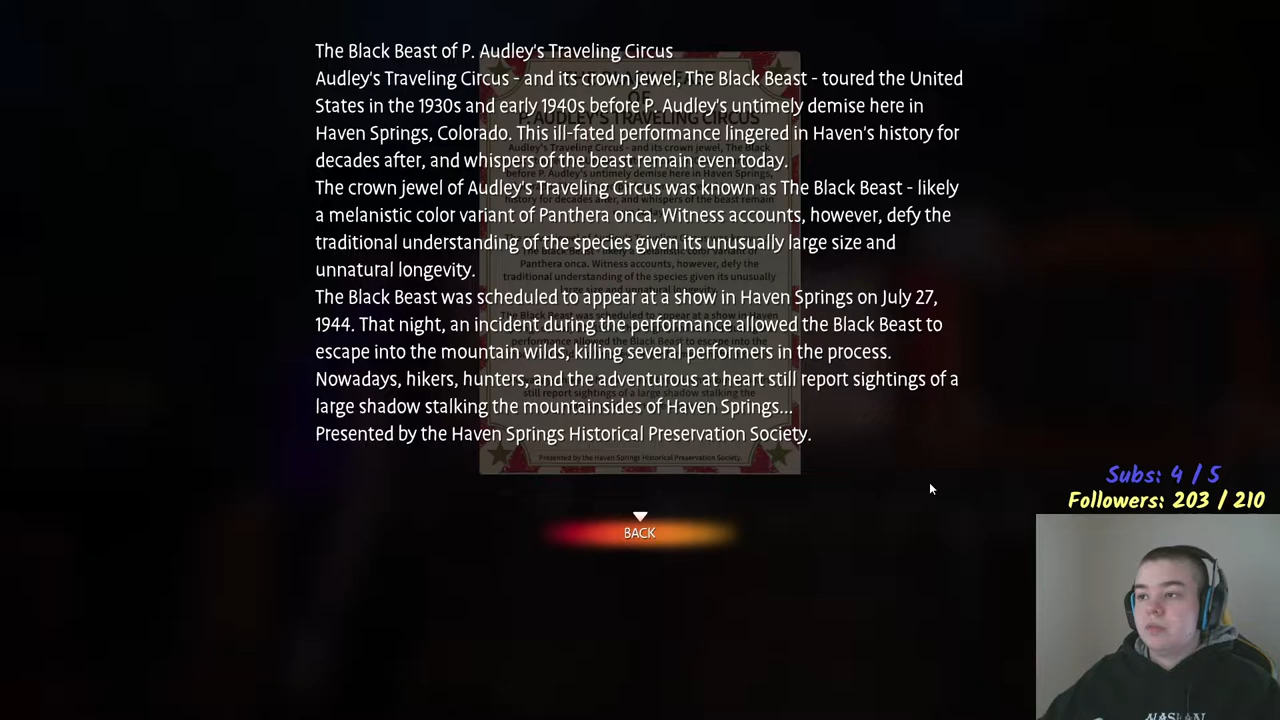 The Black Beast of P. Audley's Traveling Circus
Audley's Traveling Circus - and its crown jewel, The Black Beast - toured the United
States in the 1930s and early 1940s before P. Audley's untimely demise here in
Haven Springs, Colorado. This ill-fated performance lingered in Haven's history for
decades after, and whispers of the beast remain even today.
The crown jewel of Audley's Traveling Circus was known as The Black Beast - likely
a melanistic color variant of Panthera onca. Witness accounts, however, defy the
traditional understanding of the species given its unusually large size and
unnatural longevity.
The Black Beast was scheduled to appear at a show in Haven Springs on July 27,
1944. That night, an incident during the performance allowed the Black Beast to
escape into the mountain wilds, killing several performers in the process.
Nowadays, hikers, hunters, and the adventurous at heart still report sightings of a
large shadow stalking the mountainsides of Haven Springs...
Presented by the Haven Springs Historical Preservation Society.
Presented by the Haven Springs Historical Preservation Society.
BACK
Subs: 4 / 5
Followers: 203 / 210